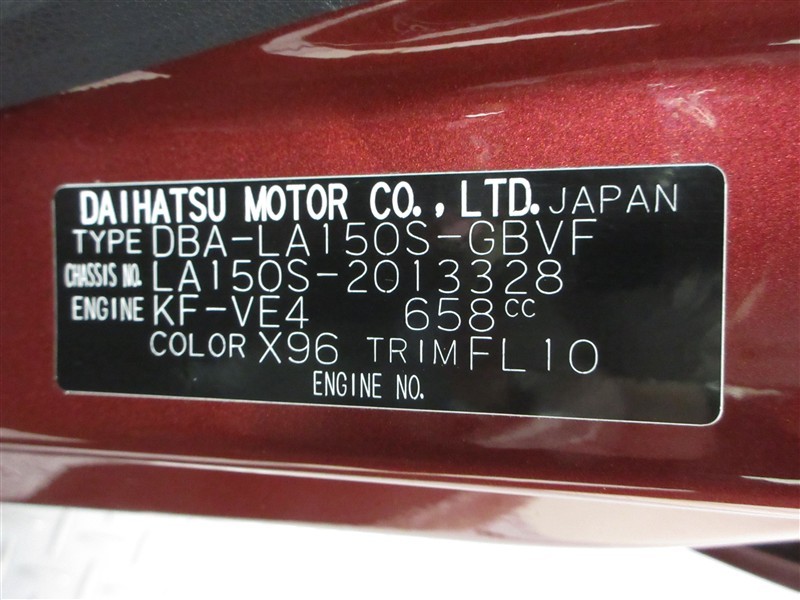 DAIHATSU MOTOR CO., LTD. JAPAN
TYPE DBA-LA150S-GBVF
CHASSIS NO. LA150S-2013328
ENGINE KF-VE4 658cc
COLOR X96 TRIM FL10
ENGINE NO.